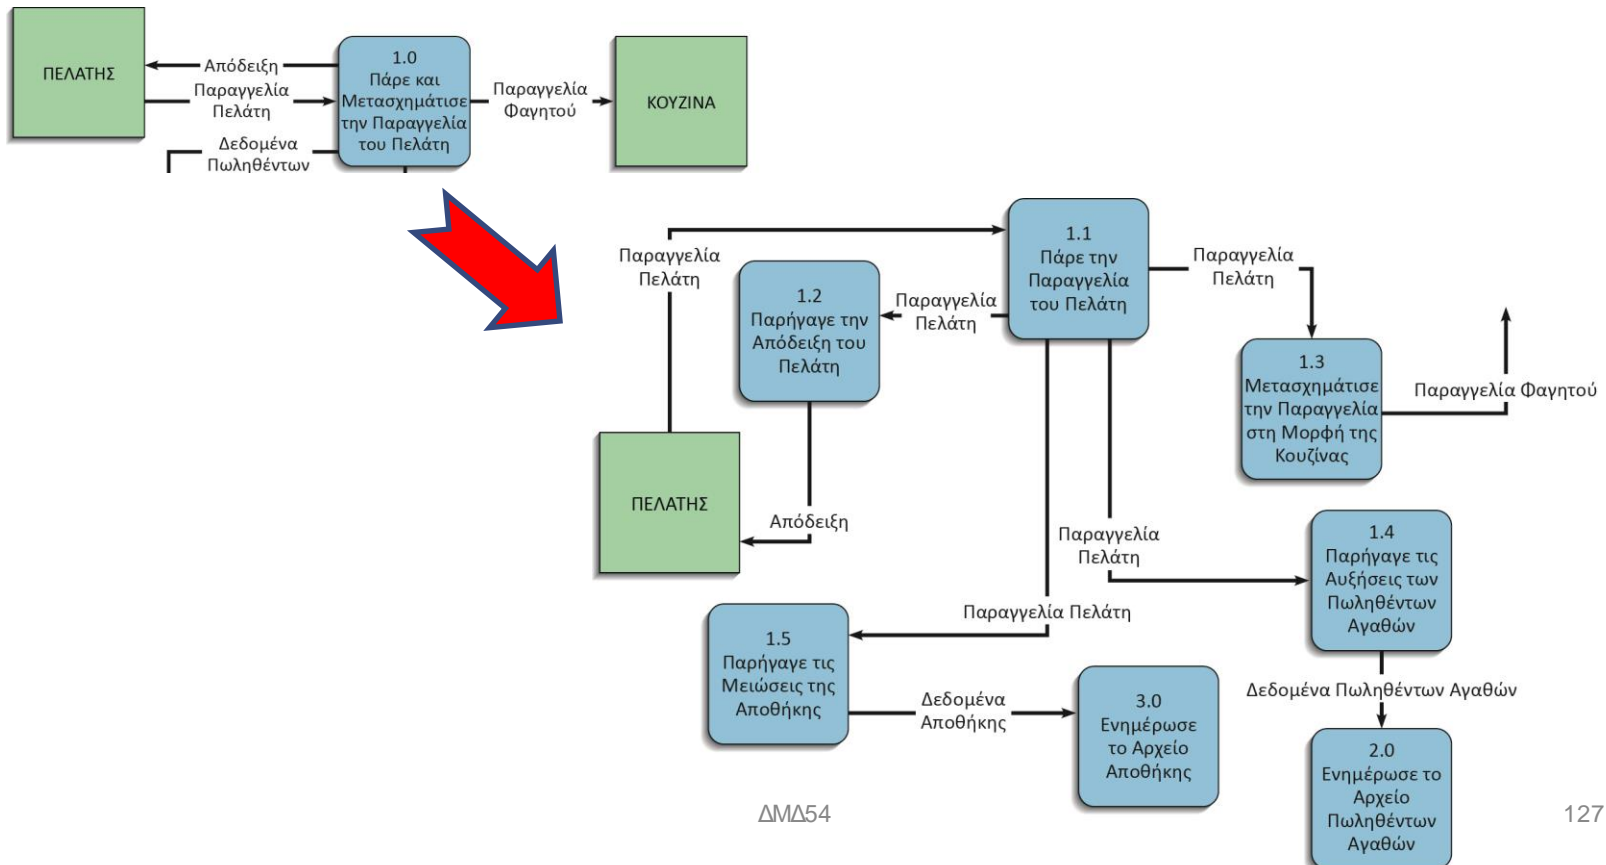 ΠΕΛΑΤΗΣ
Απόδειξη
Παραγγελία
Πελάτη
Δεδομένα
Πωληθέντων
1.0
Πάρε και
Μετασχημάτισε
την Παραγγελία
του Πελάτη
Παραγγελία
Φαγητού
ΚΟΥΖΙΝΑ
Παραγγελία
Πελάτη
1.2
Παρήγαγε την
Απόδειξη του
Πελάτη
Παραγγελία
Πελάτη
1.1
Πάρε την
Παραγγελία
του Πελάτη
Παραγγελία
Πελάτη
1.3
Μετασχημάτισε
την Παραγγελία
στη Μορφή της
Κουζίνας
Παραγγελία Φαγητού
ΠΕΛΑΤΗΣ
Απόδειξη
Παραγγελία
Πελάτη
1.4
Παρήγαγε τις
Αυξήσεις των
Πωληθέντων
Αγαθών
Παραγγελία Πελάτη
1.5
Παρήγαγε τις
Μειώσεις της
Αποθήκης
Δεδομένα
Αποθήκης
3.0
Ενημέρωσε
το Αρχείο
Αποθήκης
Δεδομένα Πωληθέντων Αγαθών
2.0
Ενημέρωσε το
Αρχείο
Πωληθέντων
Αγαθών
ΔΜΔ54
127